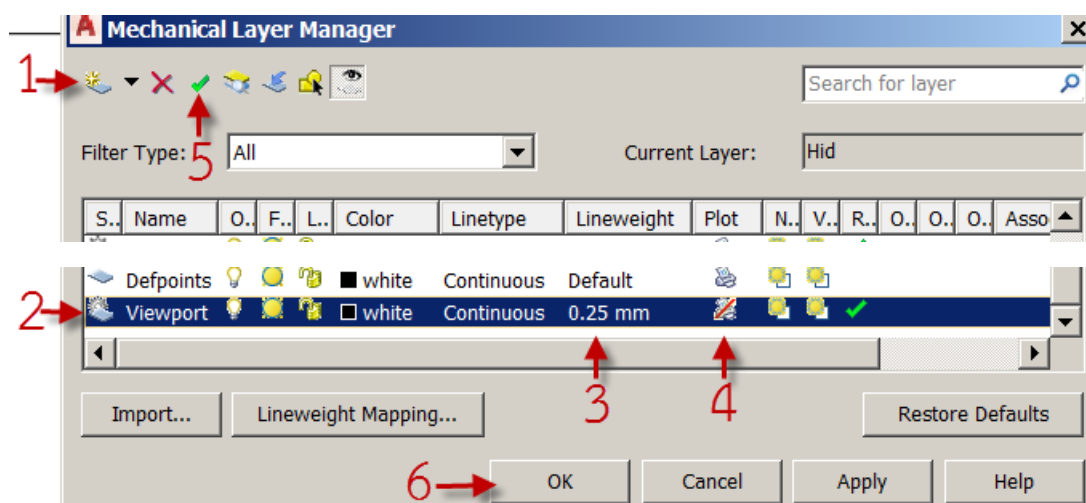 A Mechanical Layer Manager x
1
Search for layer
5
Filter Type: All Current Layer: Hid
S.. Name O.. F.. L.. Color Linetype Lineweight Plot N.. V.. R.. O.. O.. O.. Asso
Defpoints white Continuous Default
2 Viewport white Continuous 0.25 mm
3 4
Import... Lineweight Mapping... Restore Defaults
6 OK Cancel Apply Help